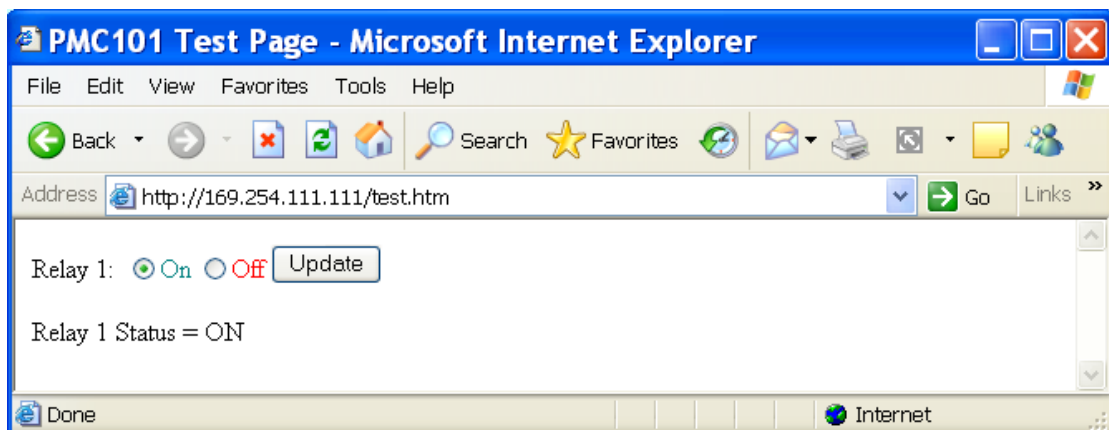 PMC101 Test Page - Microsoft Internet Explorer
File Edit View Favorites Tools Help
Back Search Favorites
Address http://169.254.111.111/test.htm Go Links »
Relay 1: On Off Update
Relay 1 Status = ON
Done Internet